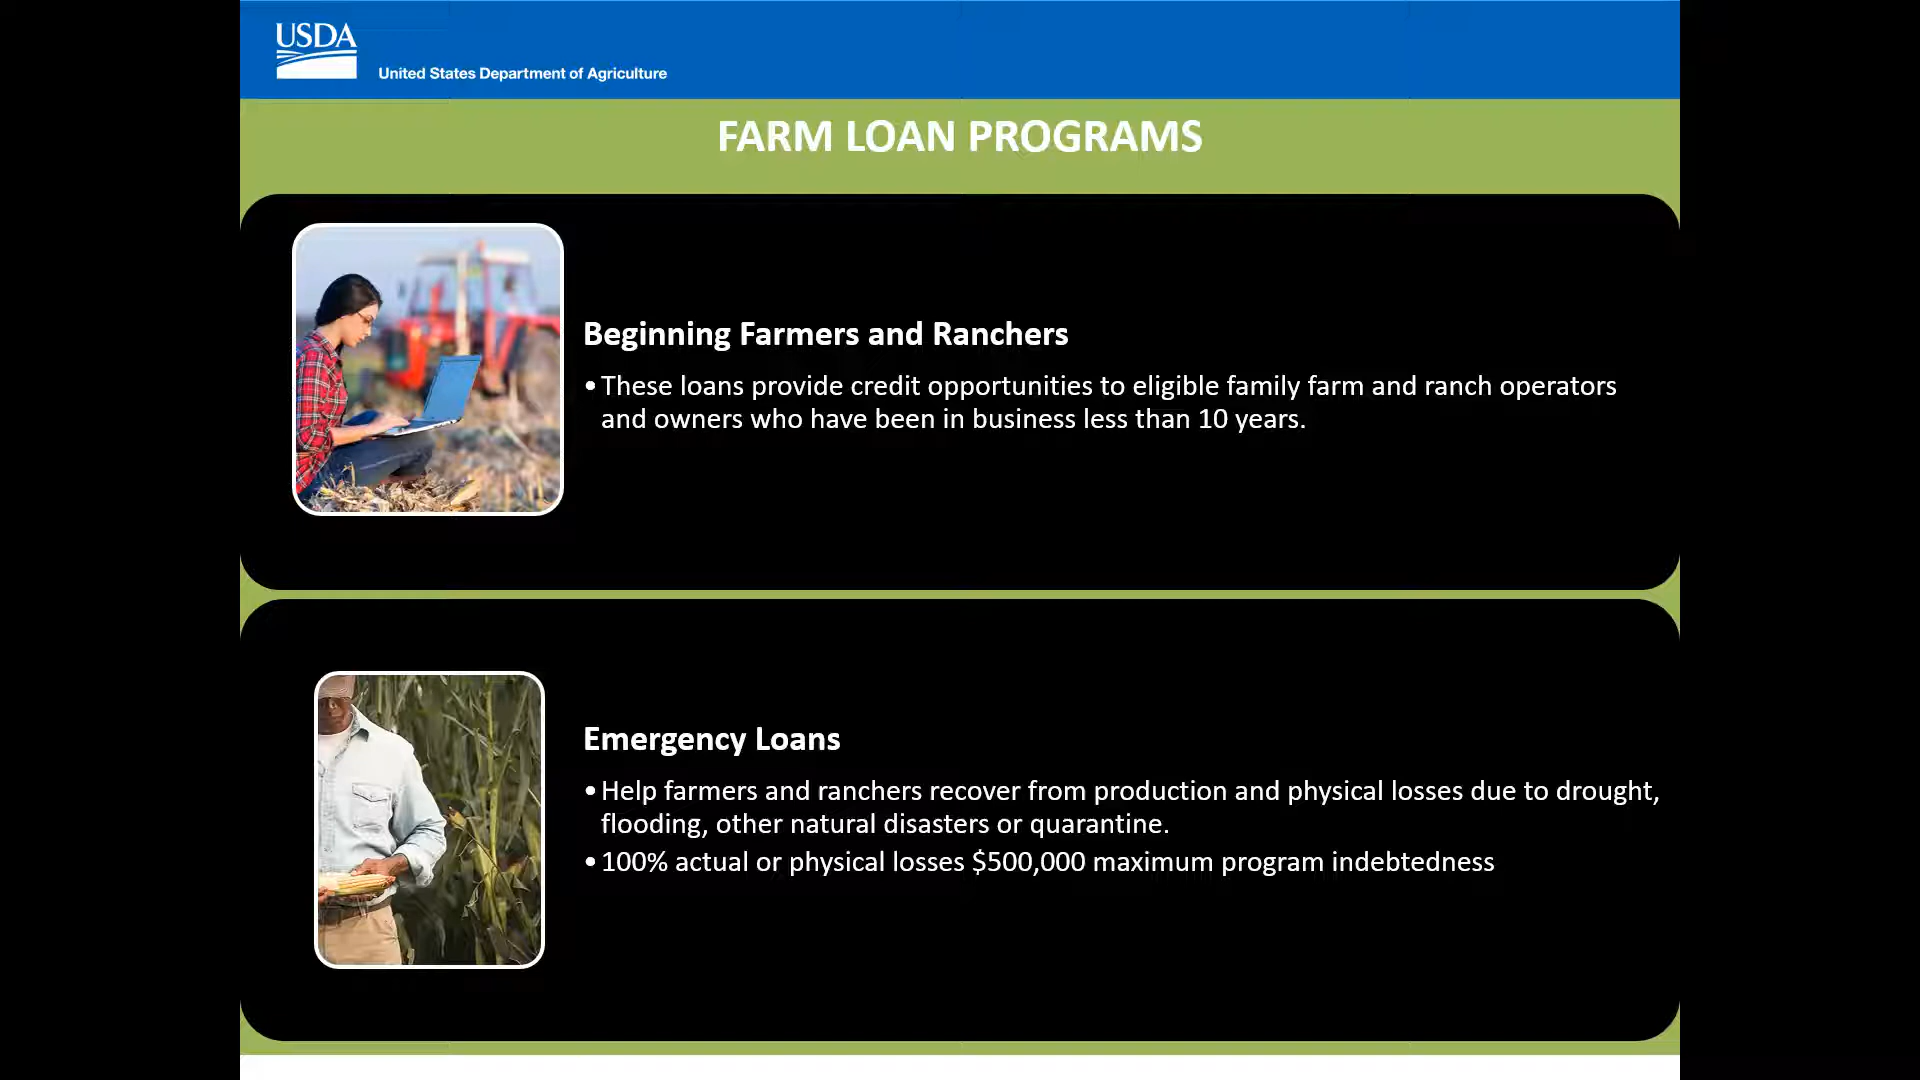 USDA
United States Department of Agriculture
FARM LOAN PROGRAMS
Beginning Farmers and Ranchers
•These loans provide credit opportunities to eligible family farm and ranch operators
and owners who have been in business less than 10 years.
Emergency Loans
•Help farmers and ranchers recover from production and physical losses due to drought,
flooding, other natural disasters or quarantine.
•100% actual or physical losses $500,000 maximum program indebtedness